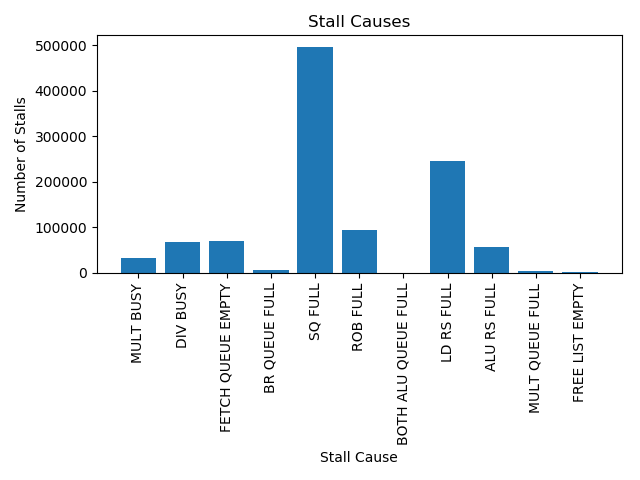 Stall Causes
Number of Stalls
500000
400000
300000
200000
100000
0
MULT BUSY
DIV BUSY
FETCH QUEUE EMPTY
BR QUEUE FULL
SQ FULL
ROB FULL
BOTH ALU QUEUE FULL
LD RS FULL
ALU RS FULL
MULT QUEUE FULL
FREE LIST EMPTY
Stall Cause